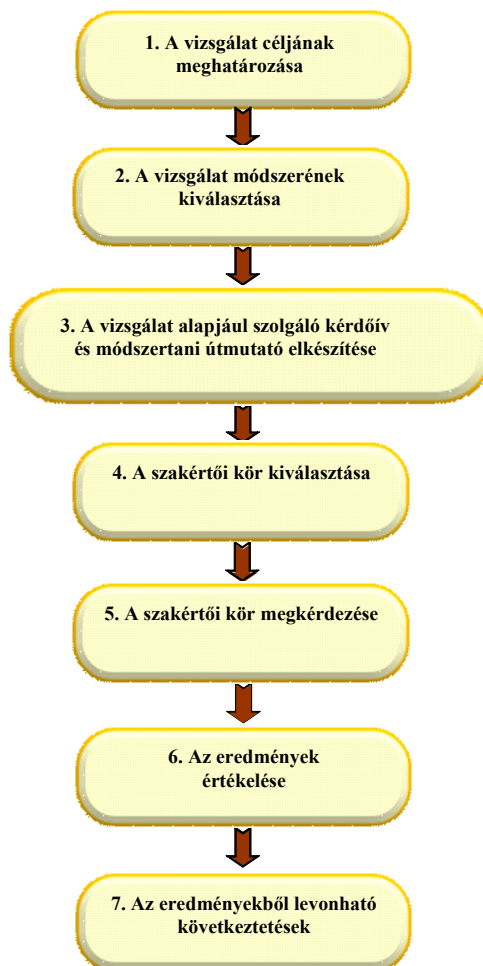 1. A vizsgálat céljának
meghatározása
2. A vizsgálat módszerének
kiválasztása
3. A vizsgálat alapjául szolgáló kérdőív
és módszertani útmutató elkészítése
4. A szakértői kör kiválasztása
5. A szakértői kör megkérdezése
6. Az eredmények
értékelése
7. Az eredményekből levonható
következtetések